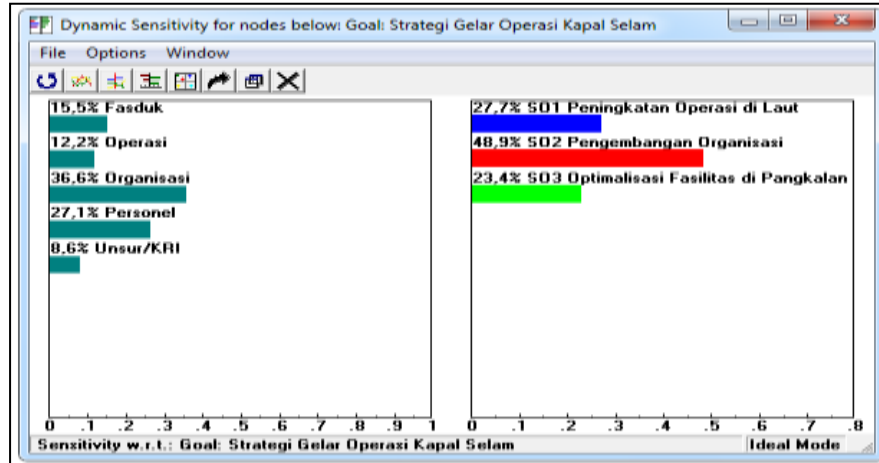 Dynamic Sensitivity for nodes below: Goal: Strategi Gelar Operasi Kapal Selam
File Options Window
15,5% Fasduk
12,2% Operasi
36,6% Organisasi
27,1% Personel
8,6% Unsur/KRI
0 .1 .2 .3 .4 .5 .6 .7 .8 .9 1
27,7% SO1 Peningkatan Operasi di Laut
48,9% SO2 Pengembangan Organisasi
23,4% SO3 Optimalisasi Fasilitas di Pangkalan
0 .1 .2 .3 .4 .5 .6 .7 .8
Sensitivity w.r.t.: Goal: Strategi Gelar Operasi Kapal Selam
Ideal Mode